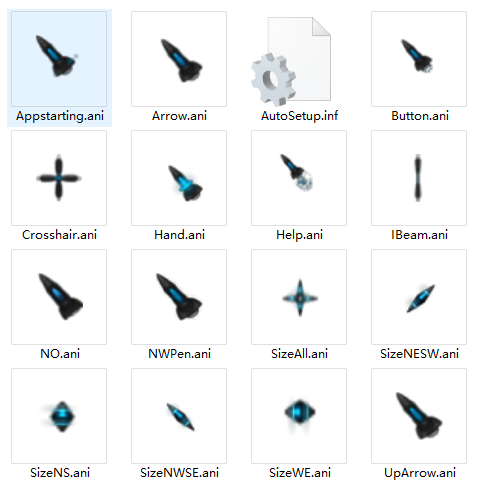 Appstarting.ani
Arrow.ani
AutoSetup.inf
Button.ani
Crosshair.ani
Hand.ani
Help.ani
IBeam.ani
NO.ani
NWPen.ani
SizeAll.ani
SizeNESW.ani
SizeNS.ani
SizeNWSE.ani
SizeWE.ani
UpArrow.ani